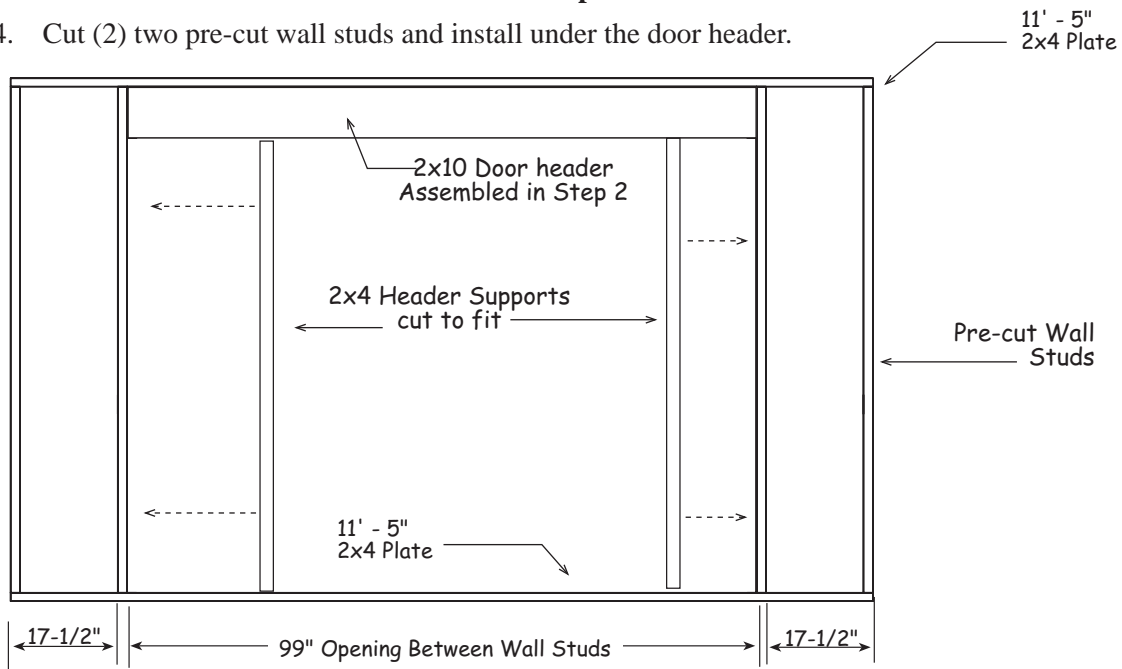 4. Cut (2) two pre-cut wall studs and install under the door header.
11' - 5"
2x4 Plate
2x10 Door header
Assembled in Step 2
2x4 Header Supports
cut to fit
Pre-cut Wall
Studs
11' - 5"
2x4 Plate
17-1/2"
99" Opening Between Wall Studs
17-1/2"